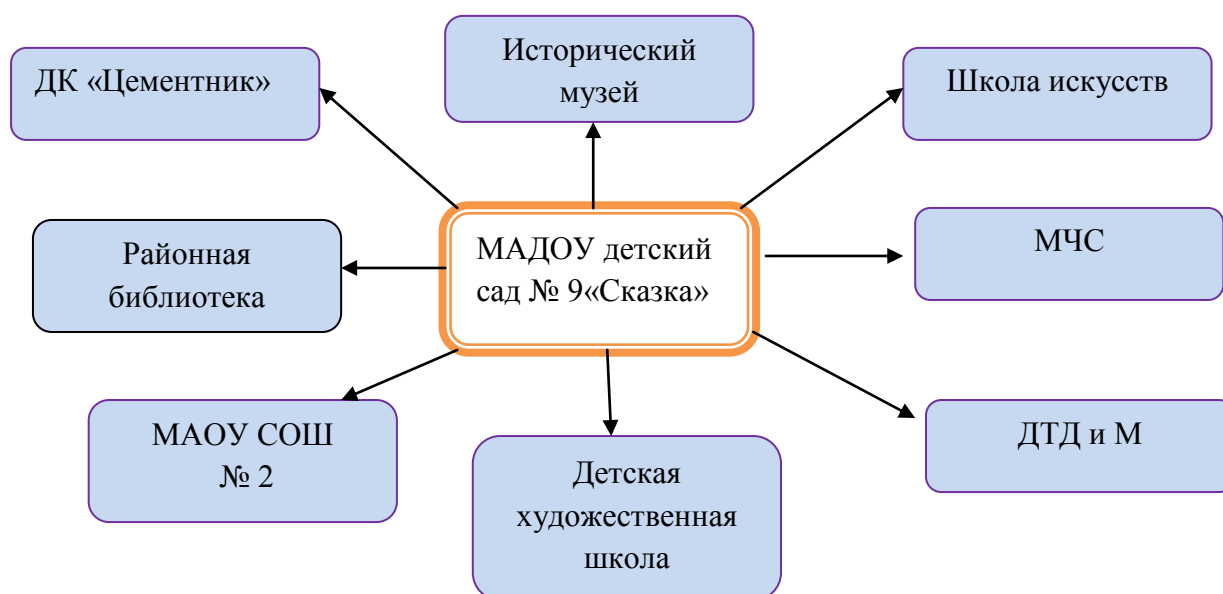 ДК «Цементник»
Исторический
музей
Школа искусств
Районная
библиотека
МАДОУ детский
сад № 9«Сказка»
МЧС
МАОУ СОШ
№ 2
Детская
художественная
школа
ДТД и М